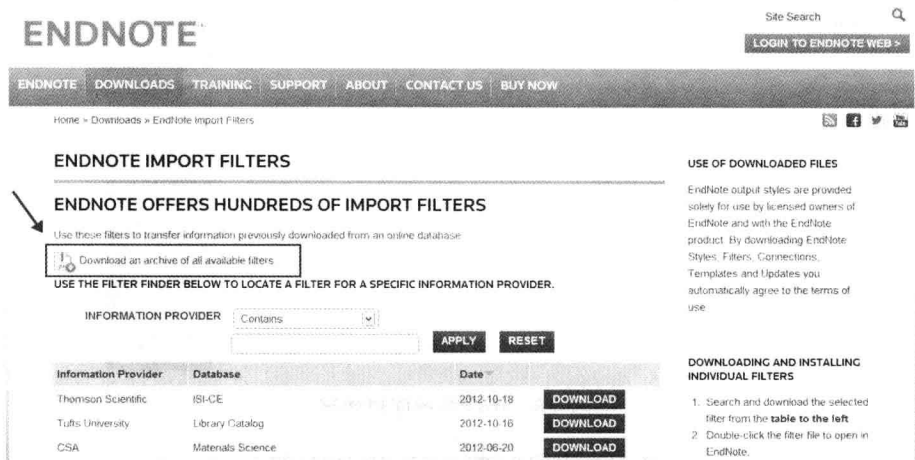 Site Search
ENDNOTE
LOGIN TO ENDNOTE WEB >
ENDNOTE DOWNLOADS TRAINING SUPPORT ABOUT CONTACT US BUY NOW
Home » Downloads » EndNote Import Filters
ENDNOTE IMPORT FILTERS
ENDNOTE OFFERS HUNDREDS OF IMPORT FILTERS
Use these filters to transfer information previously downloaded from an online database
Download an archive of all available filters
USE THE FILTER FINDER BELOW TO LOCATE A FILTER FOR A SPECIFIC INFORMATION PROVIDER.
INFORMATION PROVIDER Contains
APPLY RESET
Information Provider Database Date
Thomson Scientific ISI-CE 2012-10-18 DOWNLOAD
Tufts University Library Catalog 2012-10-16 DOWNLOAD
CSA Materials Science 2012-06-20 DOWNLOAD
USE OF DOWNLOADED FILES
EndNote output styles are provided
solely for use by licensed owners of
EndNote and with the EndNote
product. By downloading EndNote
Styles, Filters, Connections,
Templates and Updates you
automatically agree to the terms of
use
DOWNLOADING AND INSTALLING
INDIVIDUAL FILTERS
1. Search and download the selected
filter from the table to the left
2. Double-click the filter file to open in
EndNote.